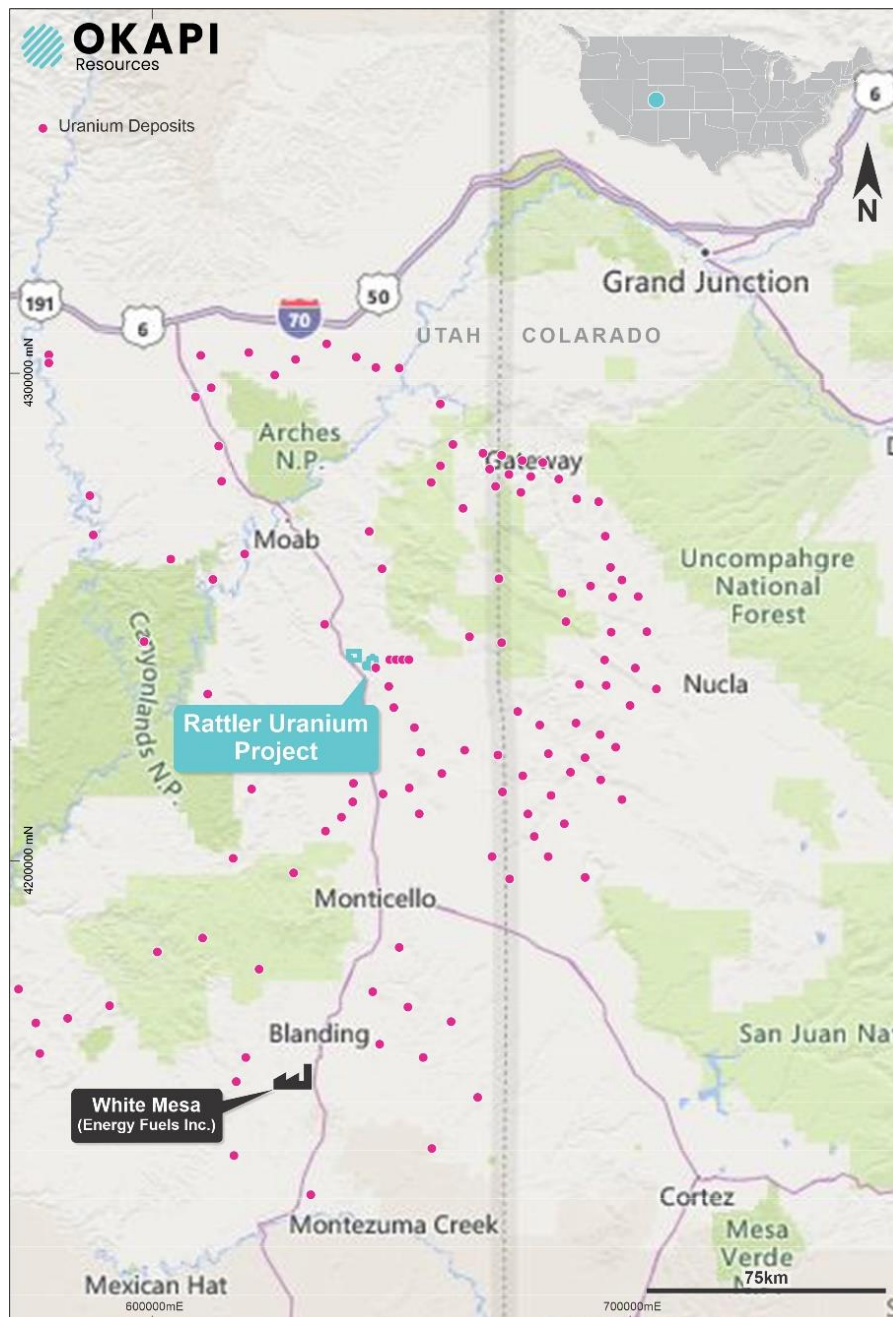 OKAPI
Resources
Uranium Deposits
6
N
Grand Junction
191
50
6
70
UTAH
COLARADO
4300000 mN
Arches
N.P.
Gateway
Moab
Uncompahgre
National
Forest
Canyonlands N.P.
Nucla
Rattler Uranium
Project
4200000 mN
Monticello
Blanding
San Juan Na
White Mesa
(Energy Fuels Inc.)
Cortez
Montezuma Creek
Mesa
Verde
Mexican Hat
75km
600000mE
700000mE